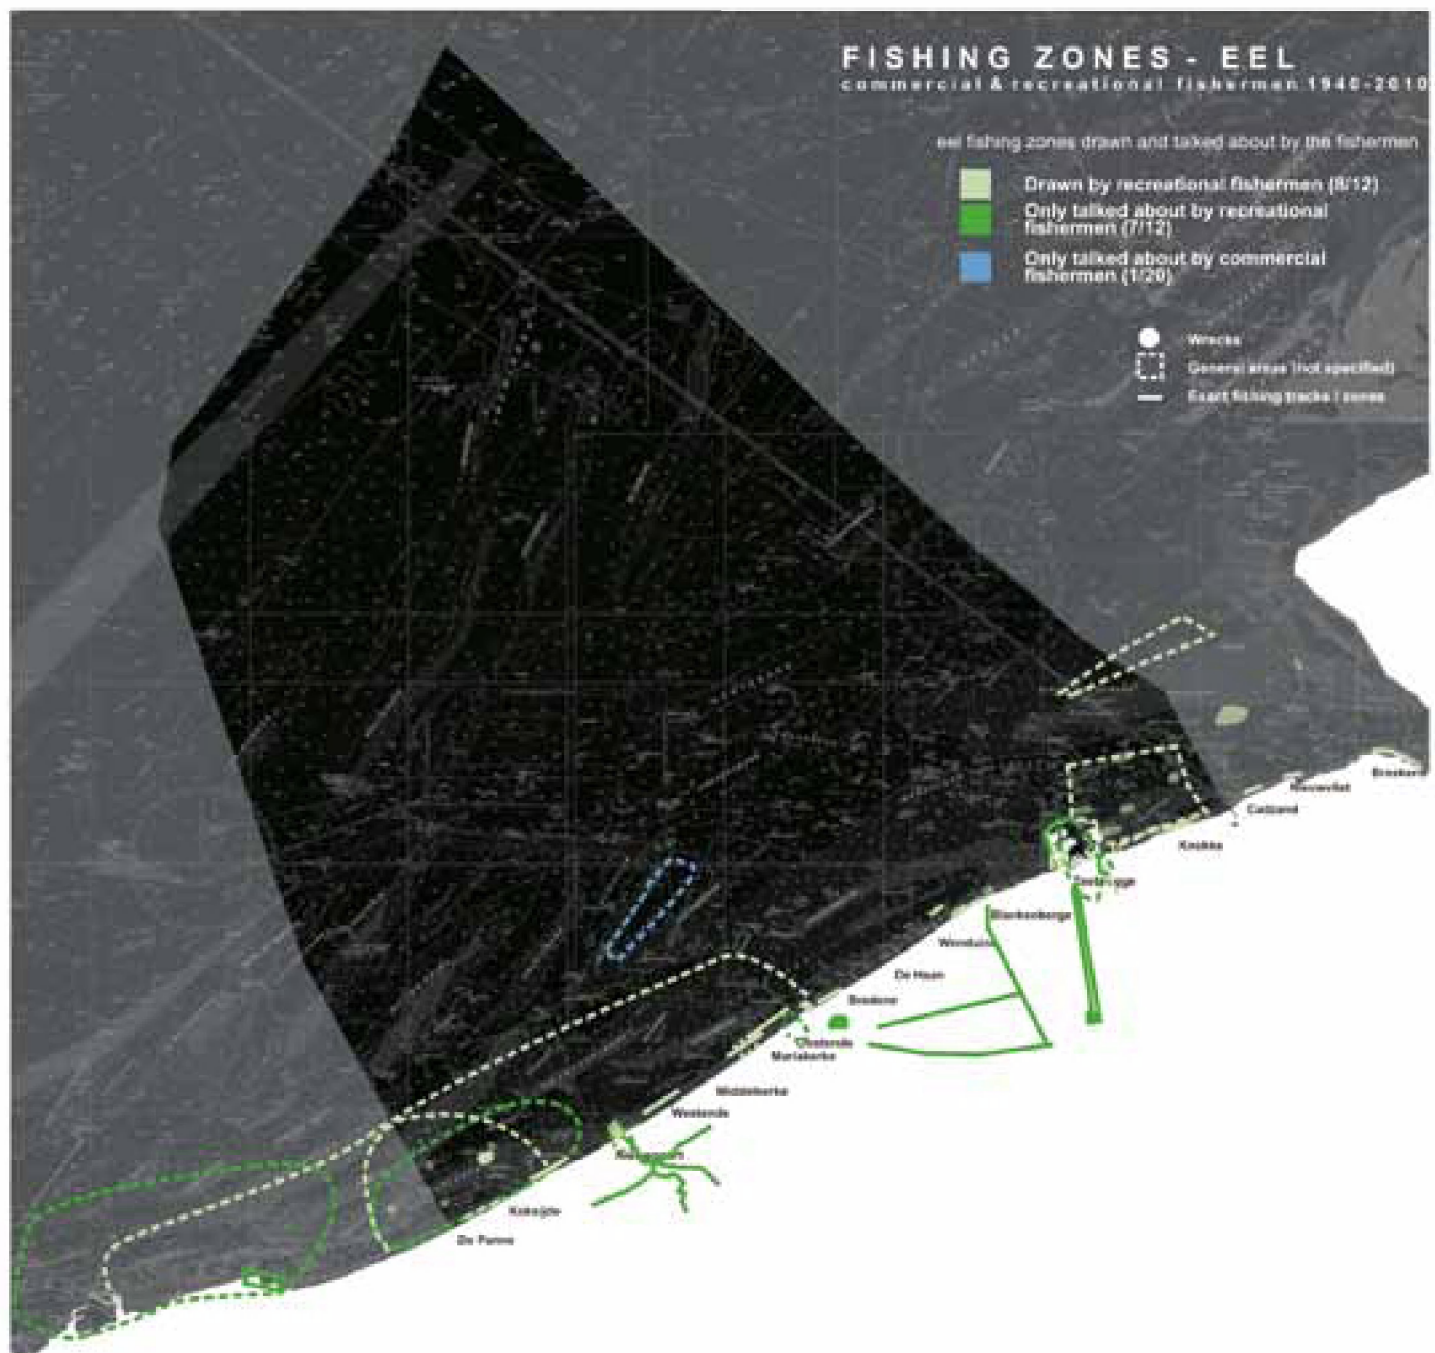 FISHING ZONES - EEL
commercial & recreational fishermen 1940-2010
eel fishing zones drawn and talked about by the fishermen
Drawn by recreational fishermen (8/12)
Only talked about by recreational
fishermen (7/12)
Only talked about by commercial
fishermen (1/20)
Wrecks
General areas (not specified)
Exact fishing tracks / zones
Breskens
Nieuwvliet
Cadzand
Knokke
Zeebrugge
Blankenberge
Wenduine
De Haan
Bredene
Oostende
Mariakerke
Middelkerke
Westende
Nieuwpoort
Koksijde
De Panne